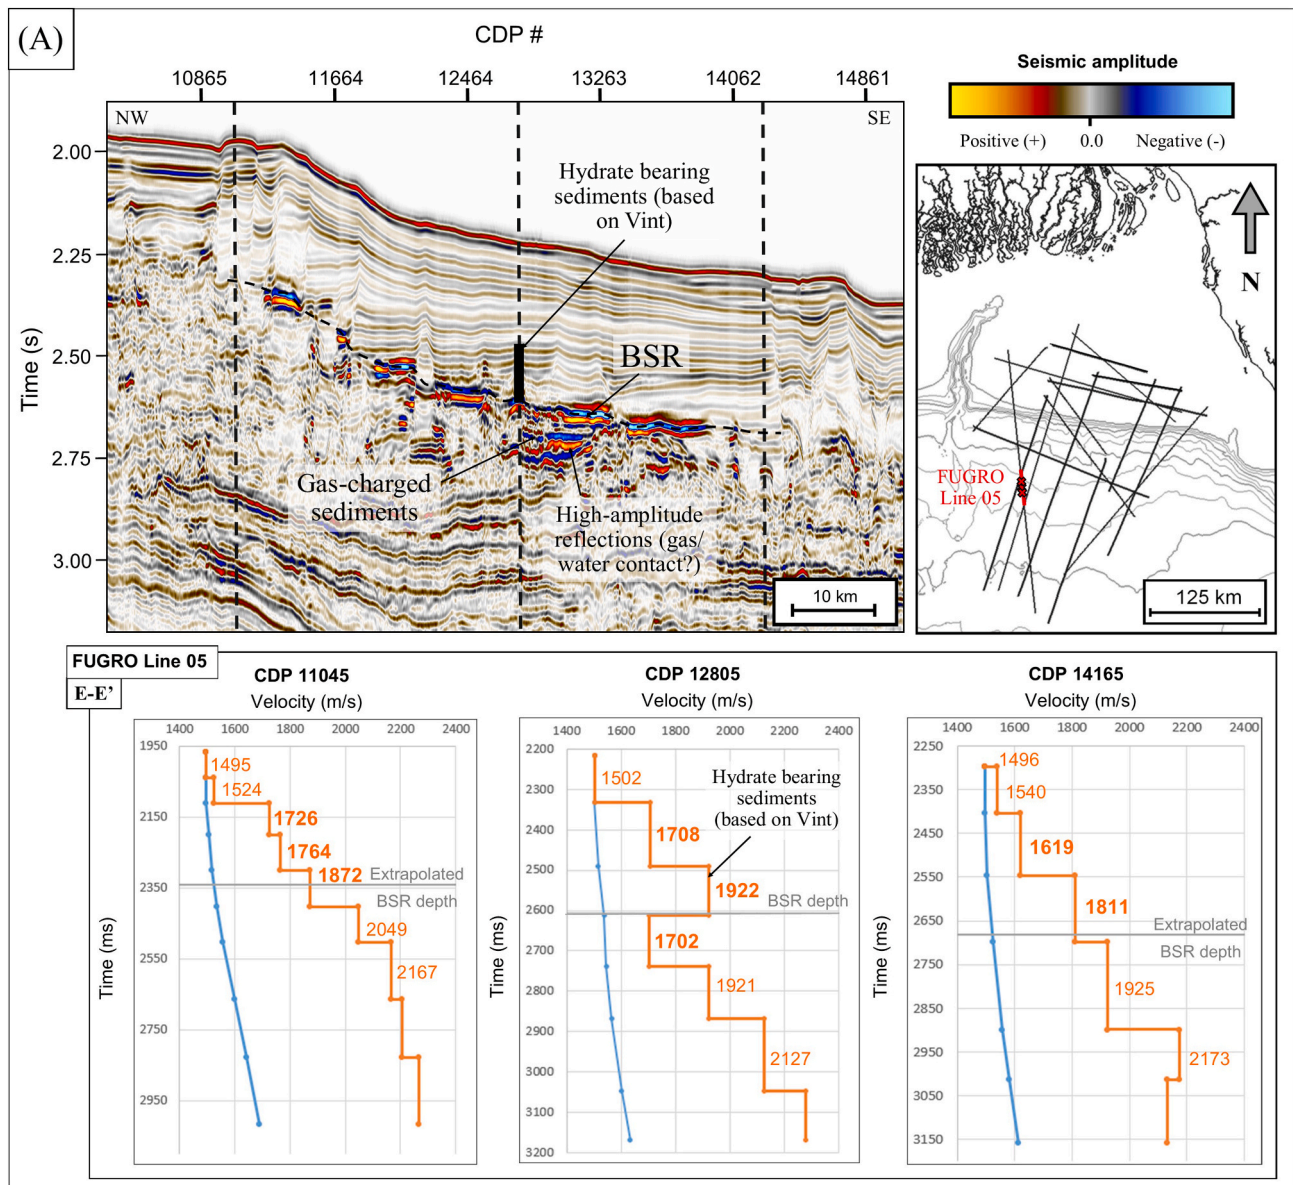 (A)
CDP #
10865
11664
12464
13263
14062
14861
NW
SE
Time (s)
2.00
2.25
2.50
2.75
3.00
Hydrate bearing
sediments (based
on Vint)
BSR
Gas-charged
sediments
High-amplitude
reflections (gas/
water contact?)
10 km
Seismic amplitude
Positive (+)
0.0
Negative (-)
N
FUGRO
Line 05
125 km
FUGRO Line 05
E-E’
CDP 11045
Velocity (m/s)
1400
1600
1800
2000
2200
2400
Time (ms)
1950
2150
2350
2550
2750
2950
1495
1524
1726
1764
1872
2049
2167
Extrapolated
BSR depth
CDP 12805
Velocity (m/s)
1400
1600
1800
2000
2200
2400
Time (ms)
2200
2300
2400
2500
2600
2700
2800
2900
3000
3100
3200
1502
1708
1922
1702
1921
2127
Hydrate bearing
sediments
(based on Vint)
BSR depth
CDP 14165
Velocity (m/s)
1400
1600
1800
2000
2200
2400
Time (ms)
2250
2350
2450
2550
2650
2750
2850
2950
3050
3150
1496
1540
1619
1811
1925
2173
Extrapolated
BSR depth